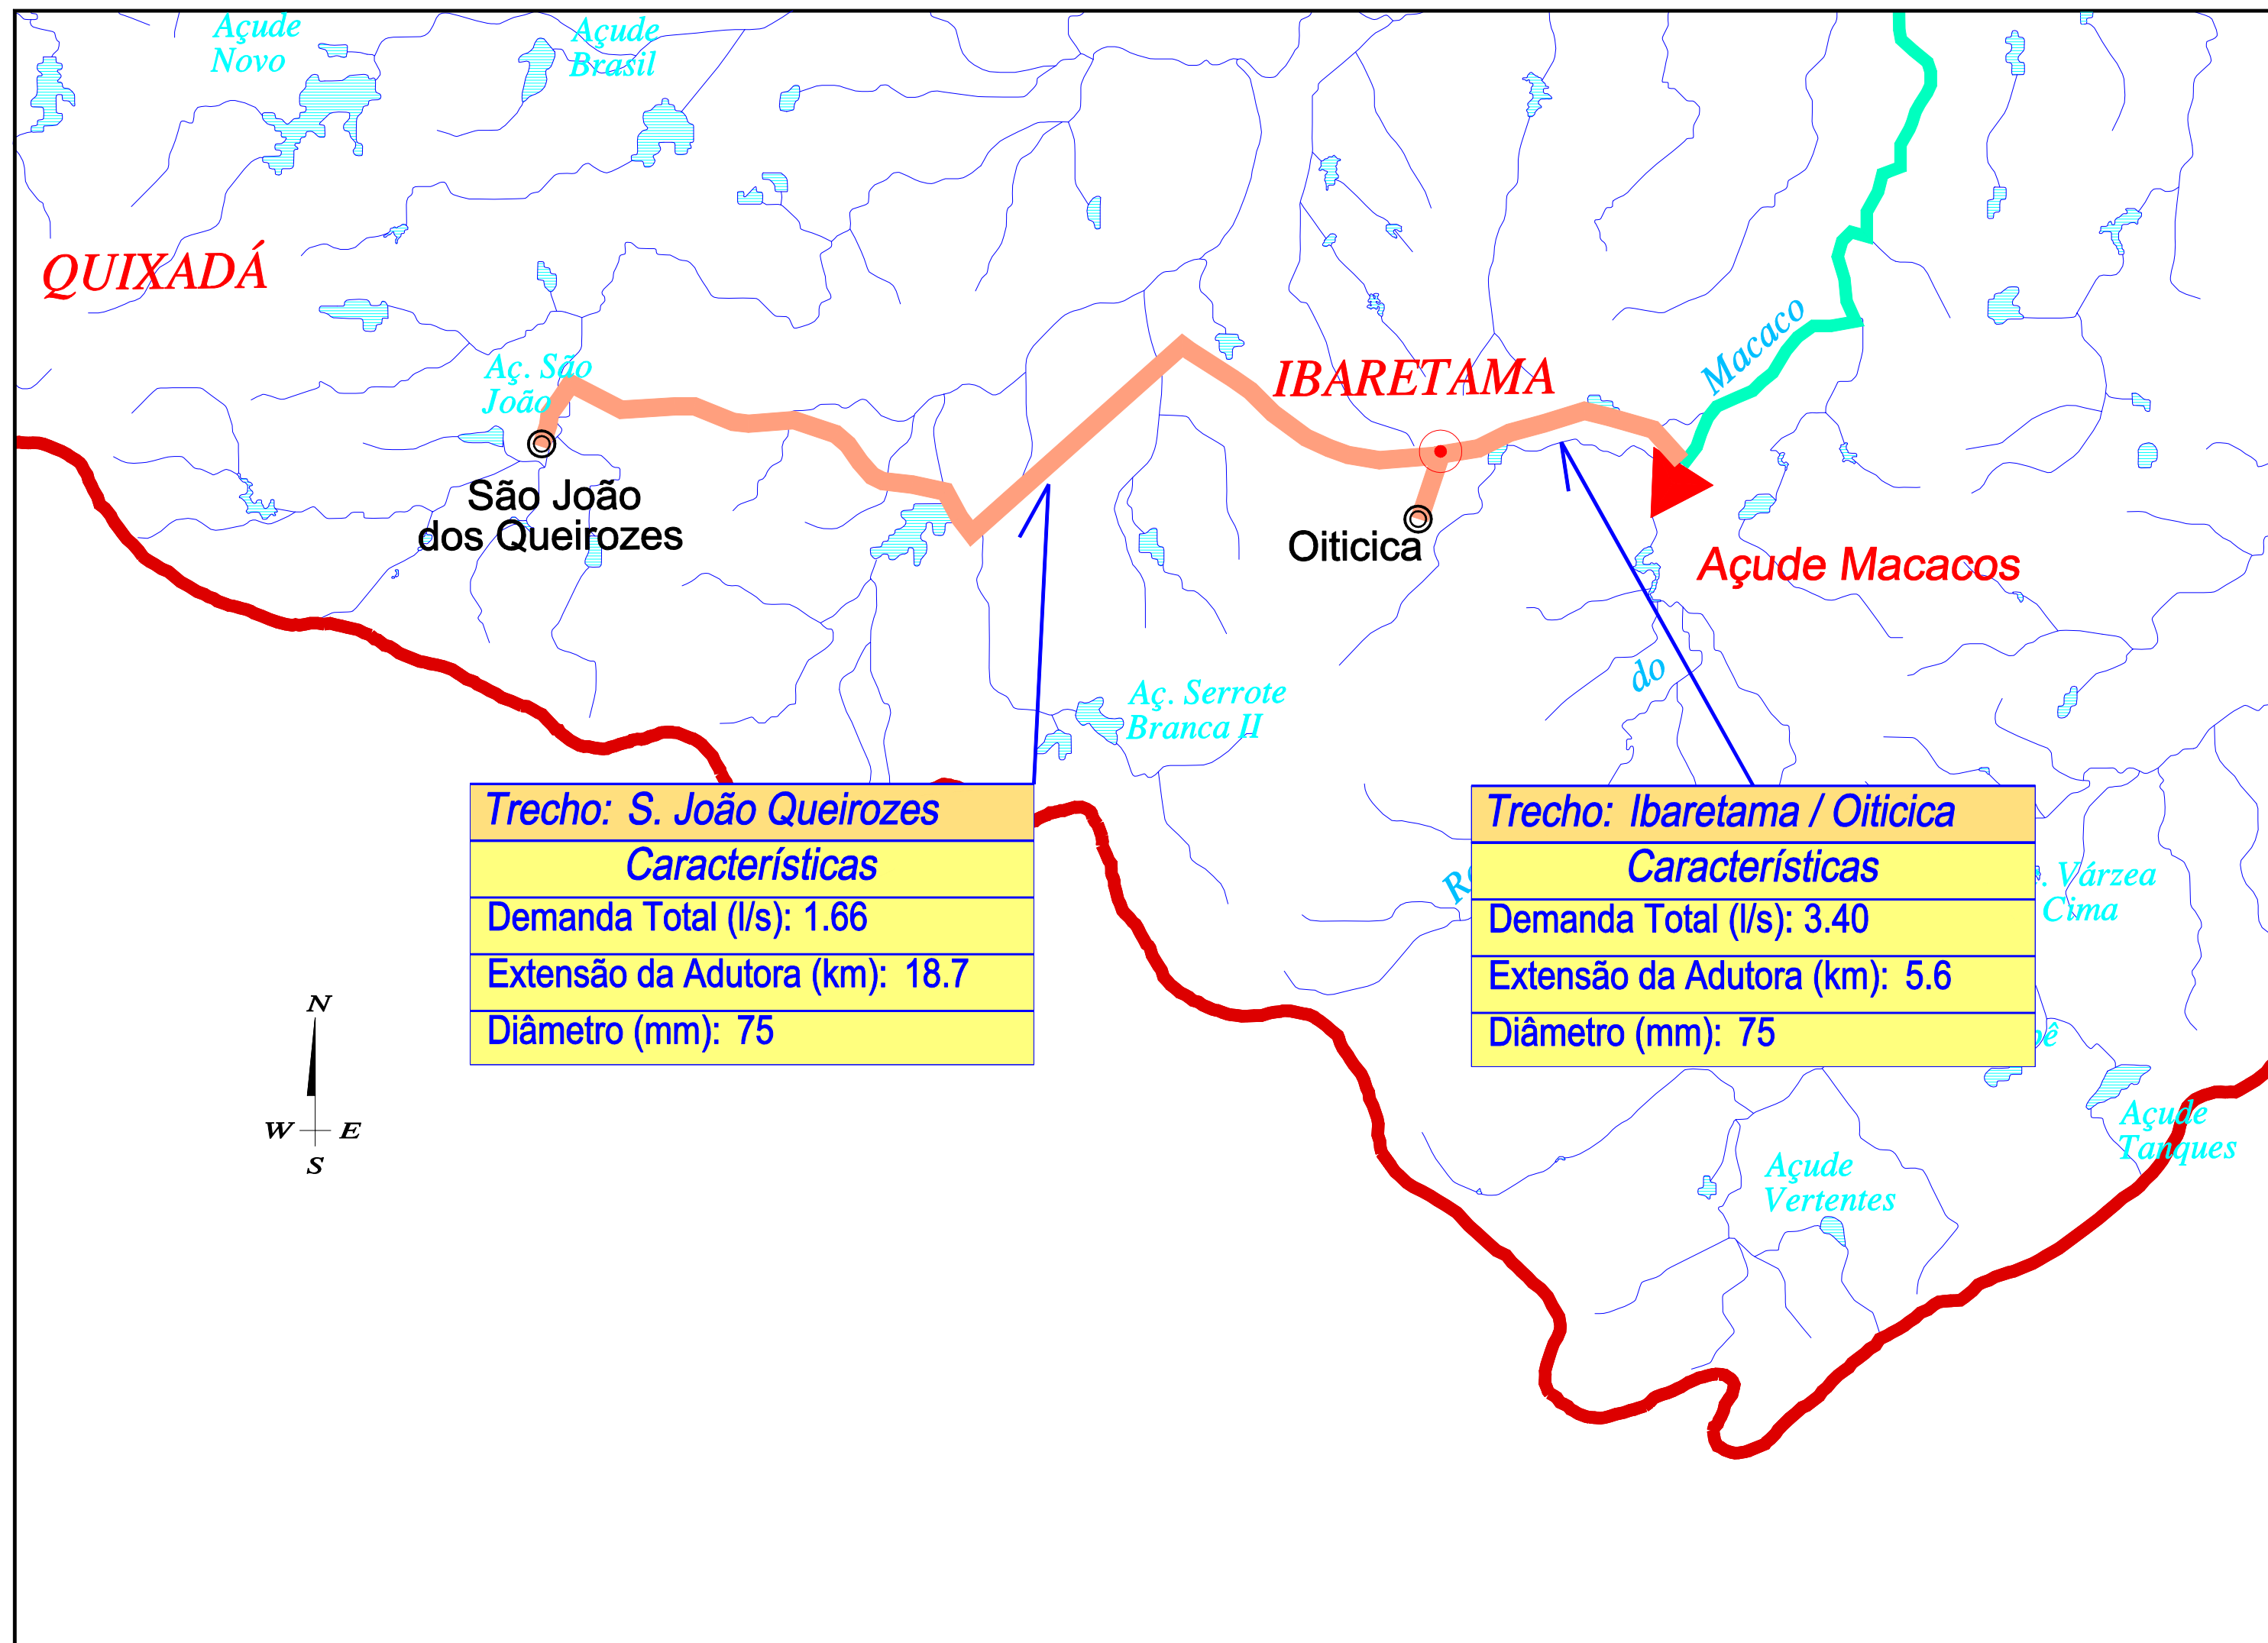 Açude
Novo
Açude
Brasil
QUIXADÁ
Aç. São
João
São João
dos Queirozes
IBARETAMA
Macaco
Oiticica
Açude Macacos
do
Aç. Serrote
Branca II
Trecho: S. João Queirozes
Características
Demanda Total (l/s): 1.66
Extensão da Adutora (km): 18.7
Diâmetro (mm): 75
Trecho: Ibaretama / Oiticica
Características
Demanda Total (l/s): 3.40
Extensão da Adutora (km): 5.6
Diâmetro (mm): 75
Várzea
Cima
N
W E
S
Açude
Tanques
Açude
Vertentes